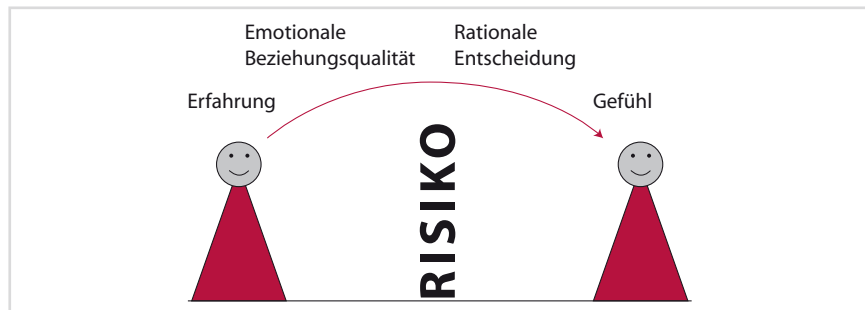 Emotionale
Beziehungsqualität
Rationale
Entscheidung
Erfahrung
Gefühl
RISIKO